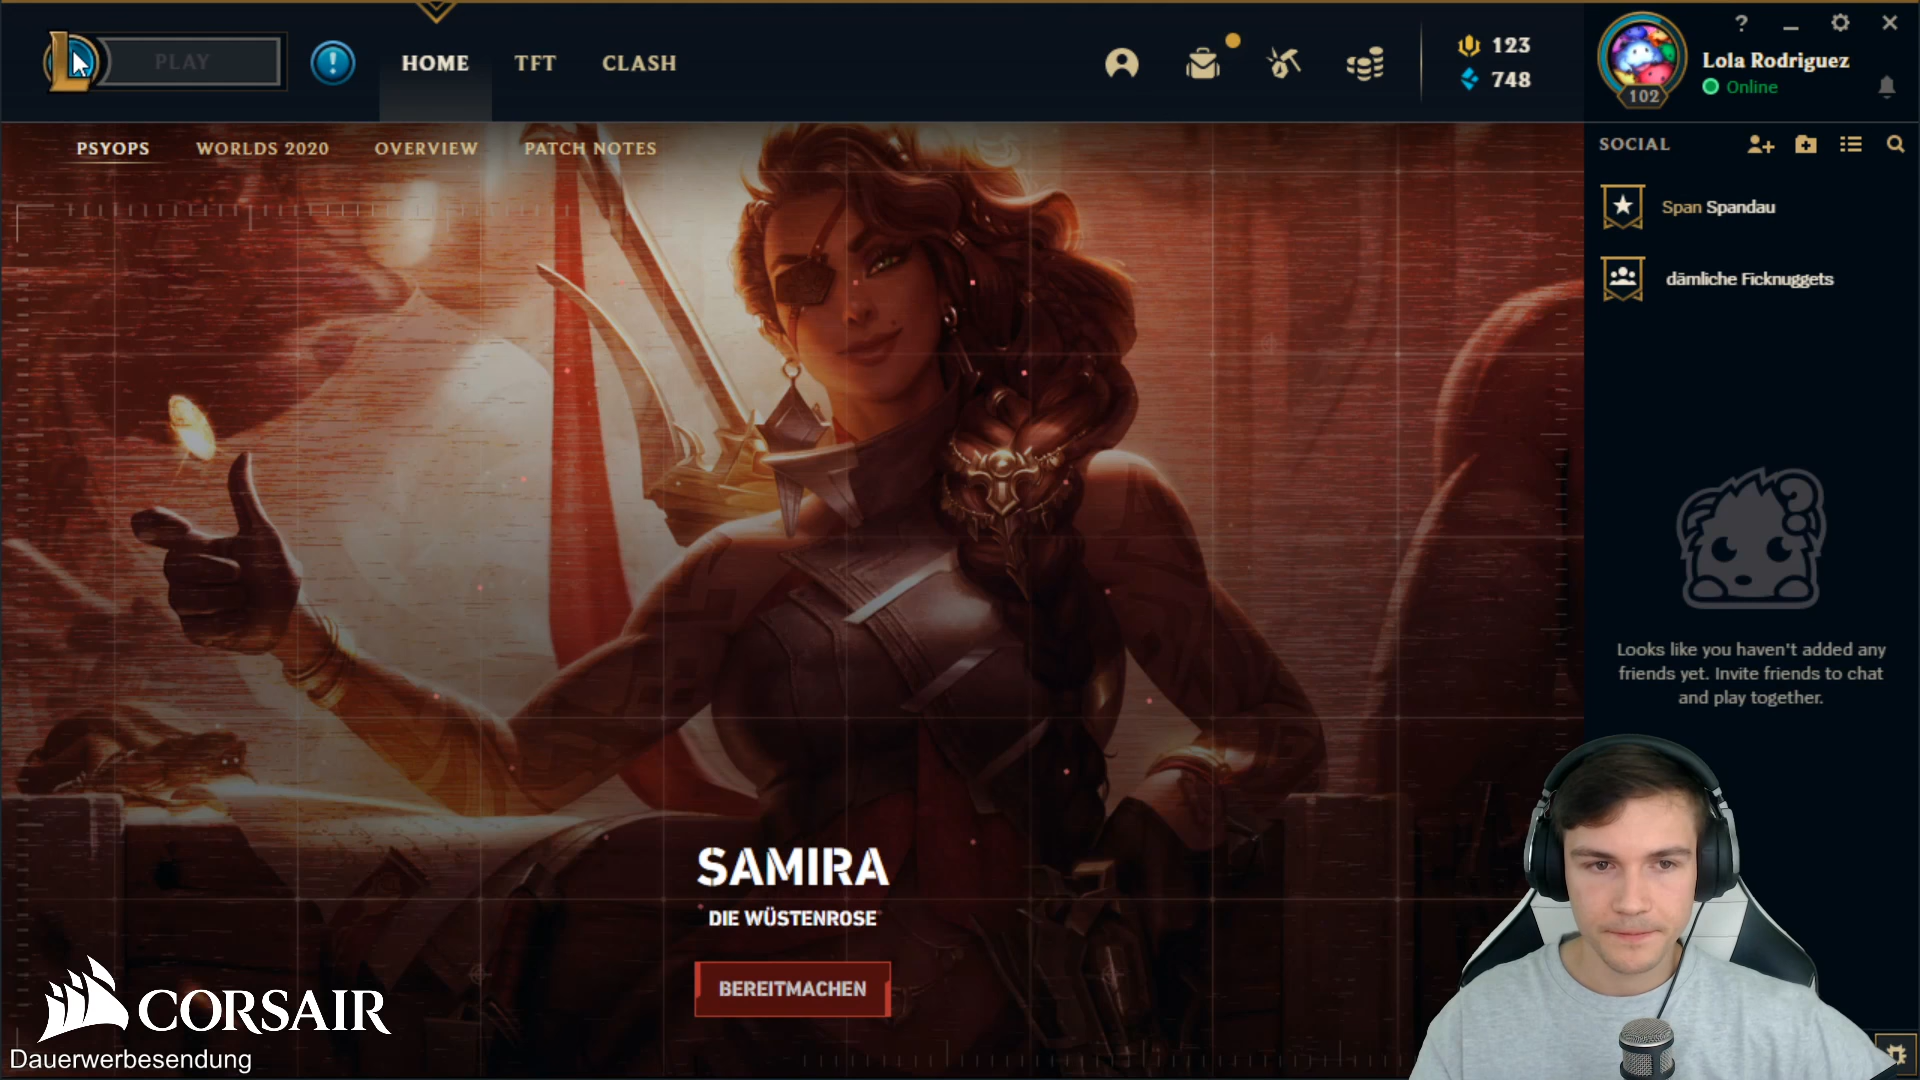 PLAY
HOME
TFT
CLASH
123
748
?
Lola Rodriguez
Online
102
PSYOPS
WORLDS 2020
OVERVIEW
PATCH NOTES
SOCIAL
Span Spandau
dämliche Ficknuggets
Looks like you haven't added any
friends yet. Invite friends to chat
and play together.
SAMIRA
DIE WÜSTENROSE
BEREITMACHEN
CORSAIR
Dauerwerbesendung